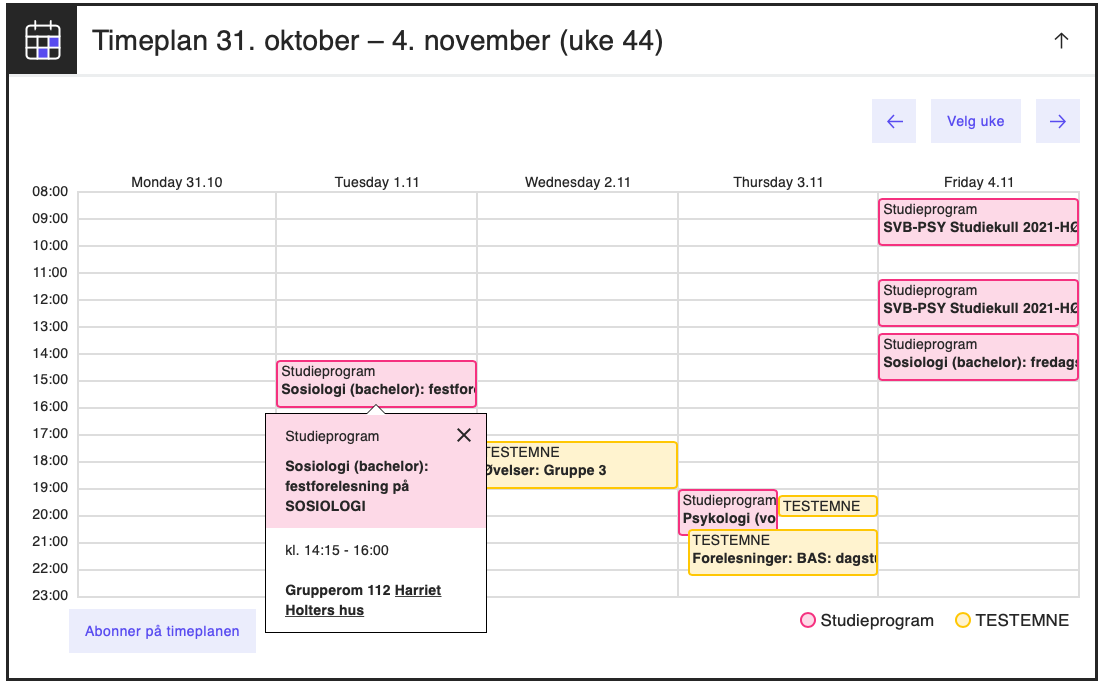 Timeplan 31. oktober – 4. november (uke 44)
Velg uke
Monday 31.10
Tuesday 1.11
Wednesday 2.11
Thursday 3.11
Friday 4.11
08:00
09:00
10:00
11:00
12:00
13:00
14:00
15:00
16:00
17:00
18:00
19:00
20:00
21:00
22:00
23:00
Studieprogram
Sosiologi (bachelor): festfor
Studieprogram
Sosiologi (bachelor):
festforelesning på
SOSIOLOGI
kl. 14:15 - 16:00
Grupperom 112 Harriet
Holters hus
TESTEMNE
Øvelser: Gruppe 3
Studieprogram
Psykologi (vo
TESTEMNE
TESTEMNE
Forelesninger: BAS: dagst
Studieprogram
SVB-PSY Studiekull 2021-HØ
Studieprogram
SVB-PSY Studiekull 2021-HØ
Studieprogram
Sosiologi (bachelor): fredags
Abonner på timeplanen
Studieprogram
TESTEMNE